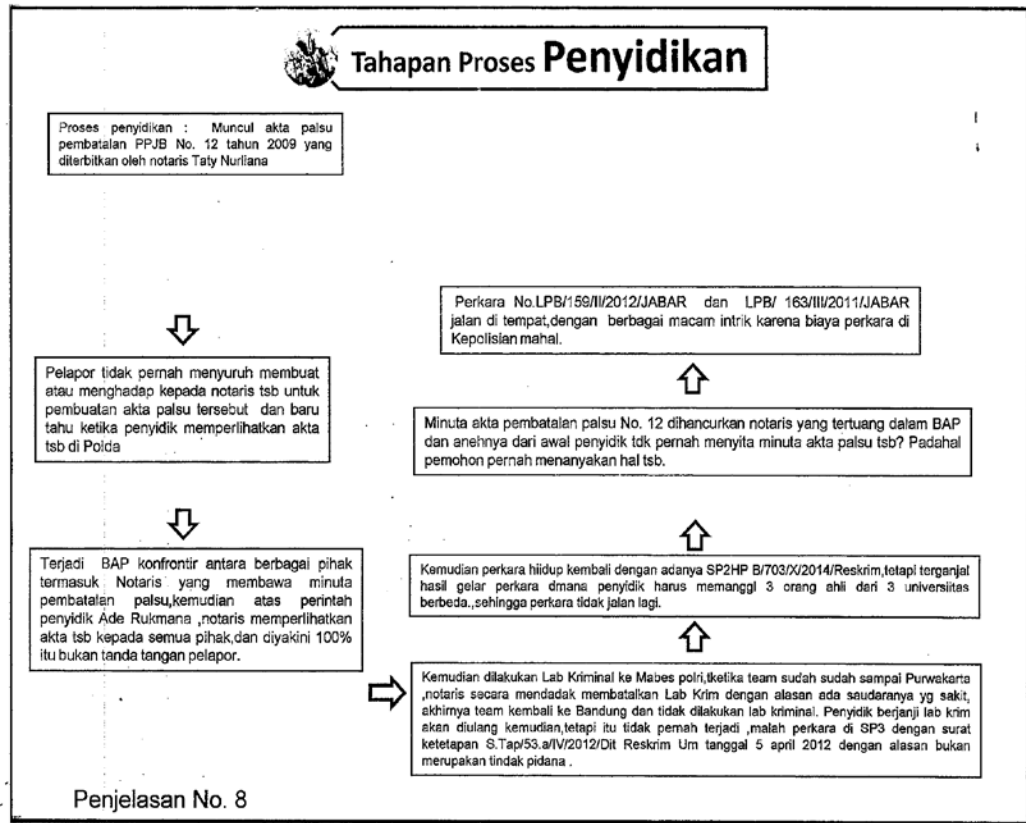 Tahapan Proses Penyidikan
Proses penyidikan : Muncul akta palsu
pembatalan PPJB No. 12 tahun 2009 yang
diterbitkan oleh notaris Taty Nurliana
Pelapor tidak pernah menyuruh membuat
atau menghadap kepada notaris tsb untuk
pembuatan akta palsu tersebut dan baru
tahu ketika penyidik memperlihatkan akta
tsb di Polda
Terjadi BAP konfrontir antara berbagai pihak
termasuk Notaris yang membawa minuta
pembatalan palsu,kemudian atas perintah
penyidik Ade Rukmana ,notaris memperlihatkan
akta tsb kepada semua pihak,dan diyakini 100%
itu bukan tanda tangan pelapor.
Kemudian dilakukan Lab Kriminal ke Mabes polri,tketika team sudah sudah sampai Purwakarta
,notaris secara mendadak membatalkan Lab Krim dengan alasan ada saudaranya yg sakit,
akhirnya team kembali ke Bandung dan tidak dilakukan lab kriminal. Penyidik berjanji lab krim
akan diulang kemudian,tetapi itu tidak pernah terjadi ,malah perkara di SP3 dengan surat
ketetapan S.Tap/53.a/IV/2012/Dit Reskrim Um tanggal 5 april 2012 dengan alasan bukan
merupakan tindak pidana .
Kemudian perkara hiidup kembali dengan adanya SP2HP B/703/X/2014/Reskrim,tetapi terganjal
hasil gelar perkara dmana penyidik harus memanggl 3 orang ahli dari 3 universiitas
berbeda.,sehingga perkara tidak jalan lagi.
Minuta akta pembatalan palsu No. 12 dihancurkan notaris yang tertuang dalam BAP
dan anehnya dari awal penyidik tdk pernah menyita minuta akta palsu tsb? Padahal
pemohon pernah menanyakan hal tsb.
Perkara No.LPB/159/II/2012/JABAR dan LPB/ 163/III/2011/JABAR
jalan di tempat,dengan berbagai macam intrik karena biaya perkara di
Kepolisian mahal.
Penjelasan No. 8